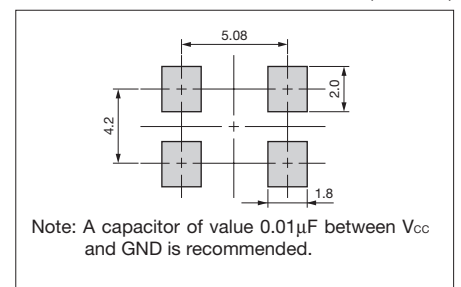 5.08
4.2
2.0
1.8
Note: A capacitor of value 0.01μF between Vcc
and GND is recommended.